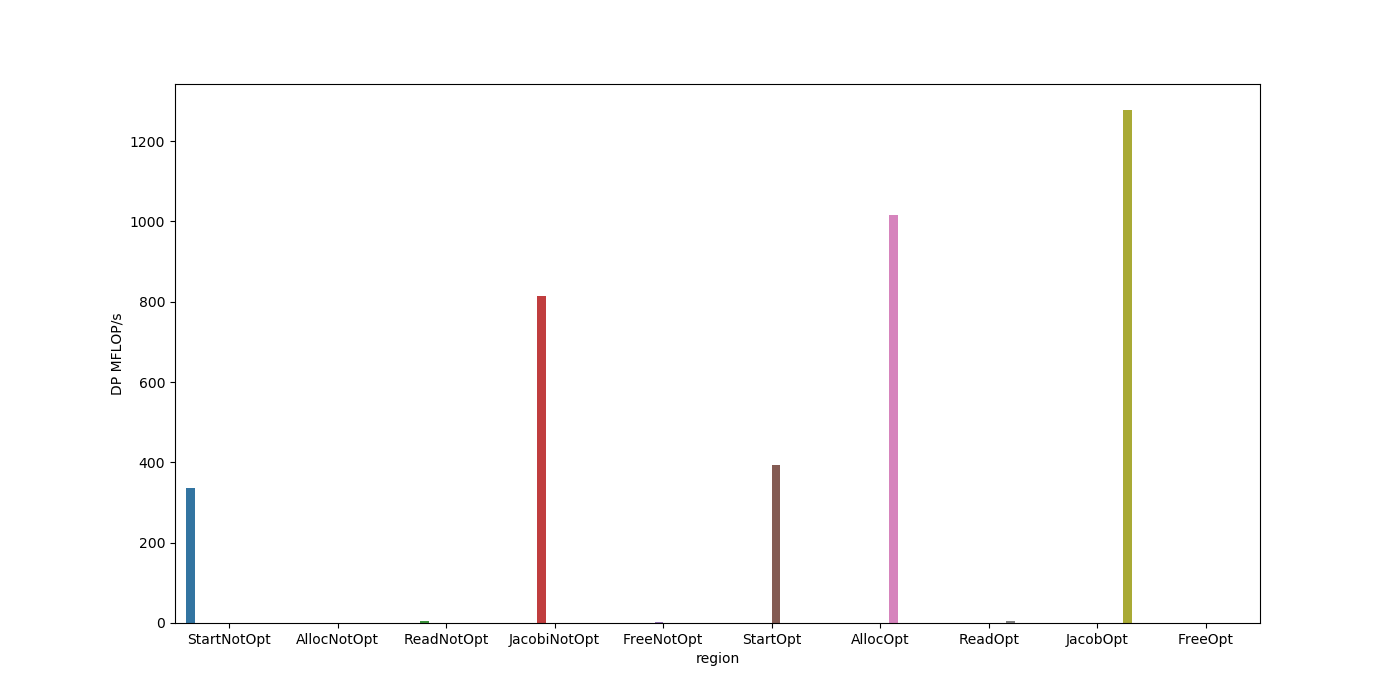 1200
1000
800
600
400
200
0
DP MFLOP/s
StartNotOpt AllocNotOpt ReadNotOpt JacobiNotOpt FreeNotOpt StartOpt AllocOpt ReadOpt JacobOpt FreeOpt
region